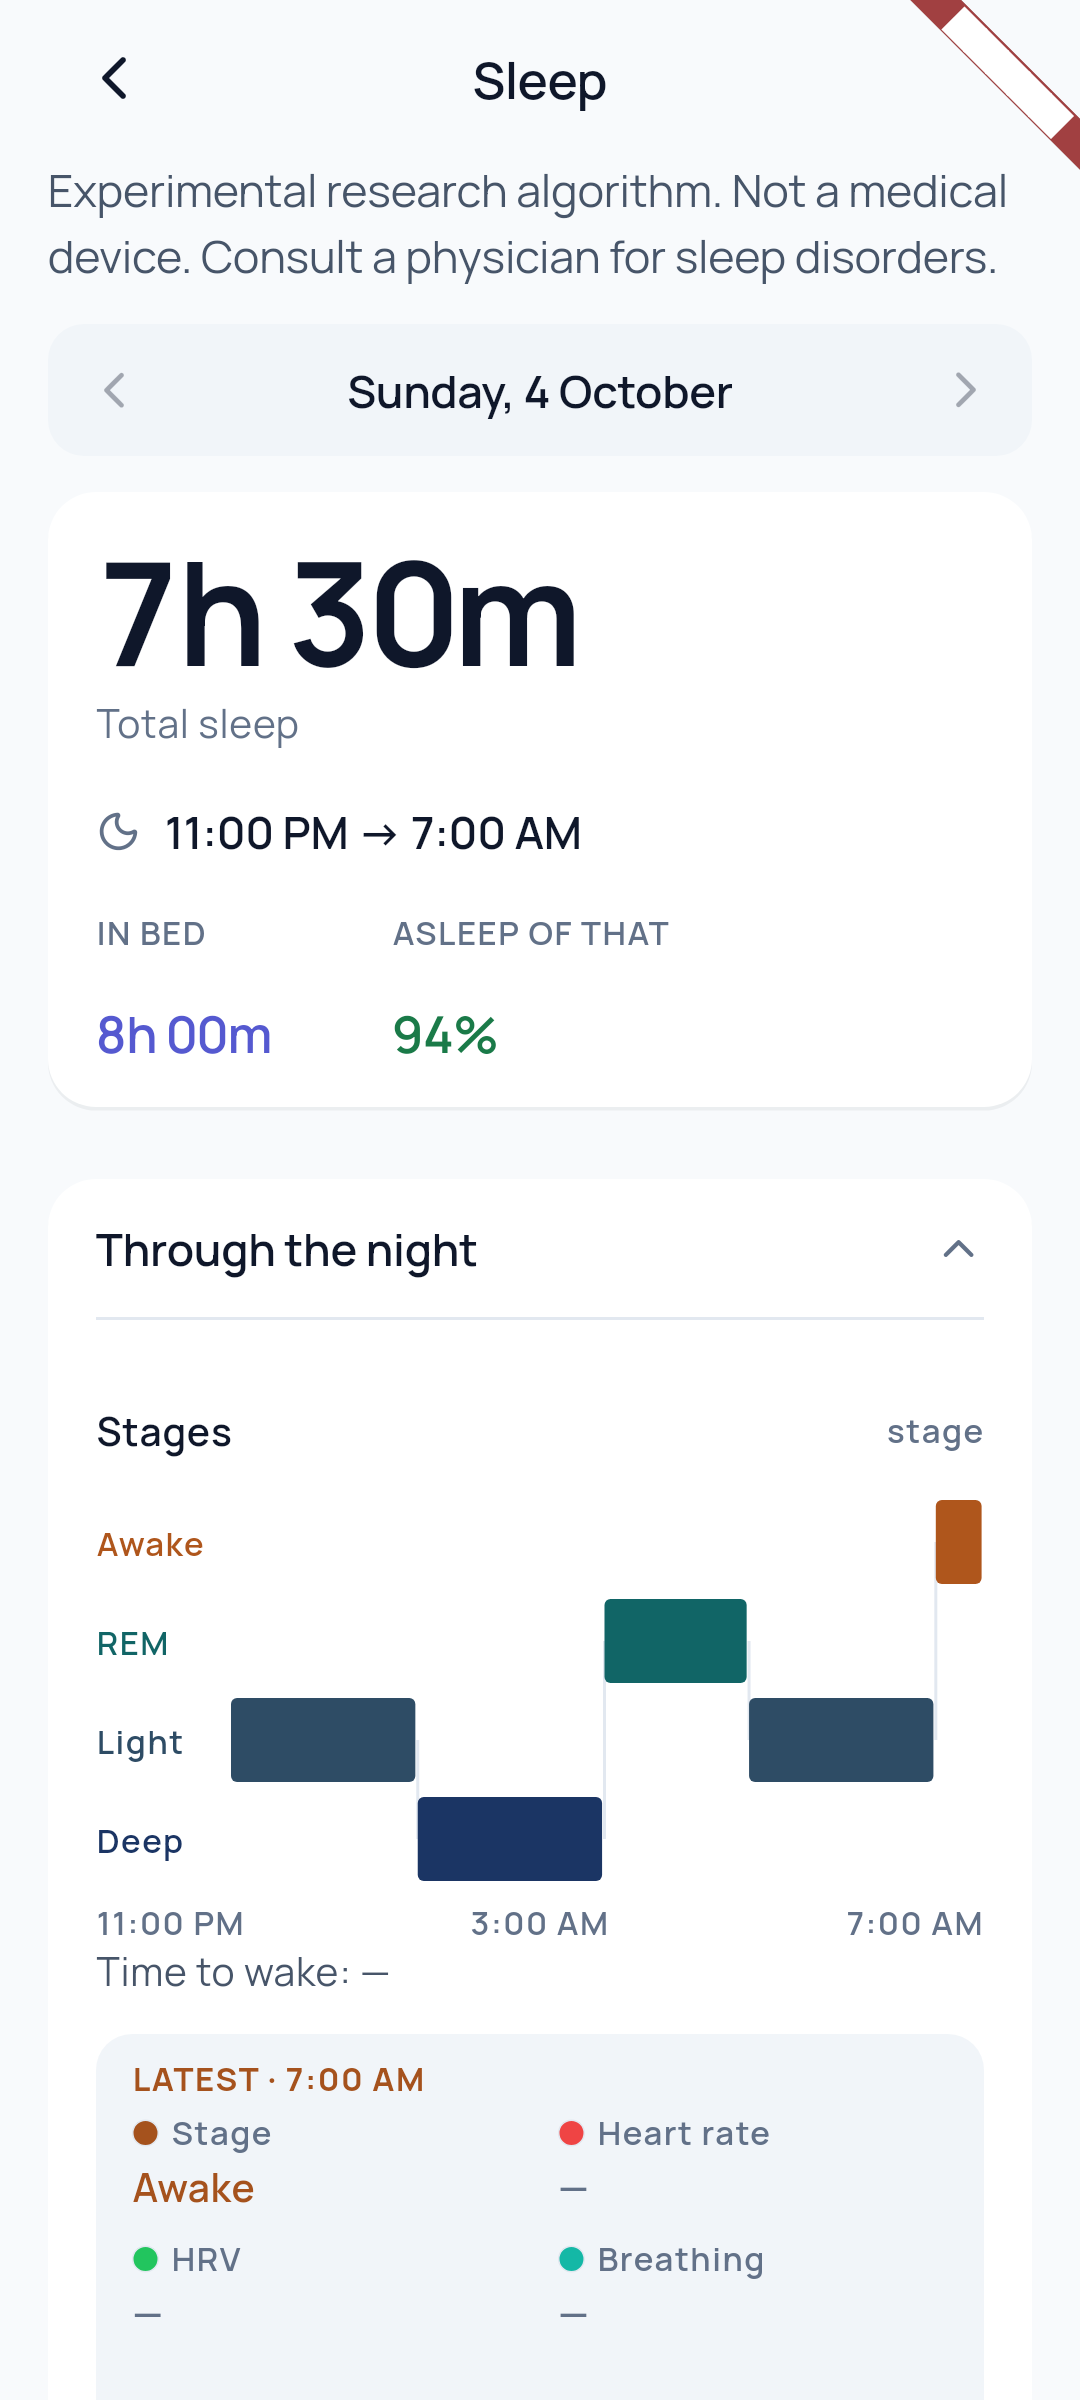 Sleep
Experimental research algorithm. Not a medical
device. Consult a physician for sleep disorders.
Sunday, 4 October
7h 30m
Total sleep
11:00 PM → 7:00 AM
IN BED
ASLEEP OF THAT
8h 00m
94%
Through the night
Stages
stage
Awake
REM
Light
Deep
11:00 PM
3:00 AM
7:00 AM
Time to wake: —
LATEST · 7:00 AM
Stage
Heart rate
Awake
—
HRV
Breathing
—
—